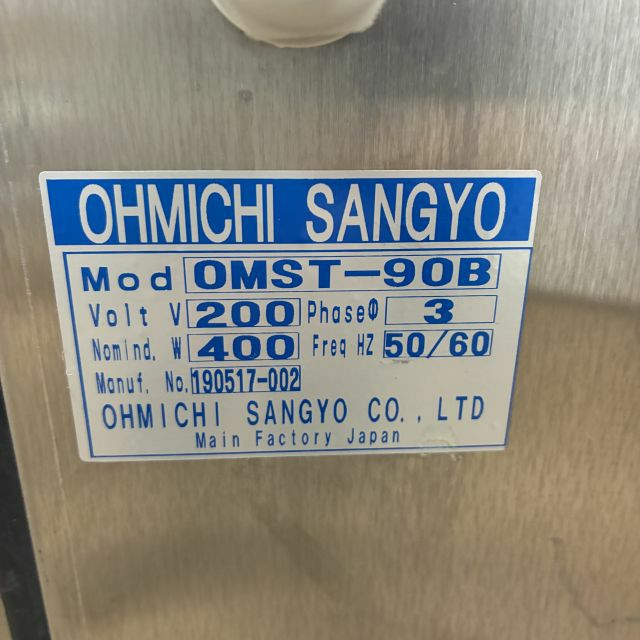 OHMICHI SANGYO
Mod OMST-90B
Volt V 200 PhaseΦ 3
Nomind. W 400 Freq HZ 50/60
Manuf. No. 190517-002
OHMICHI SANGYO CO., LTD
Main Factory Japan